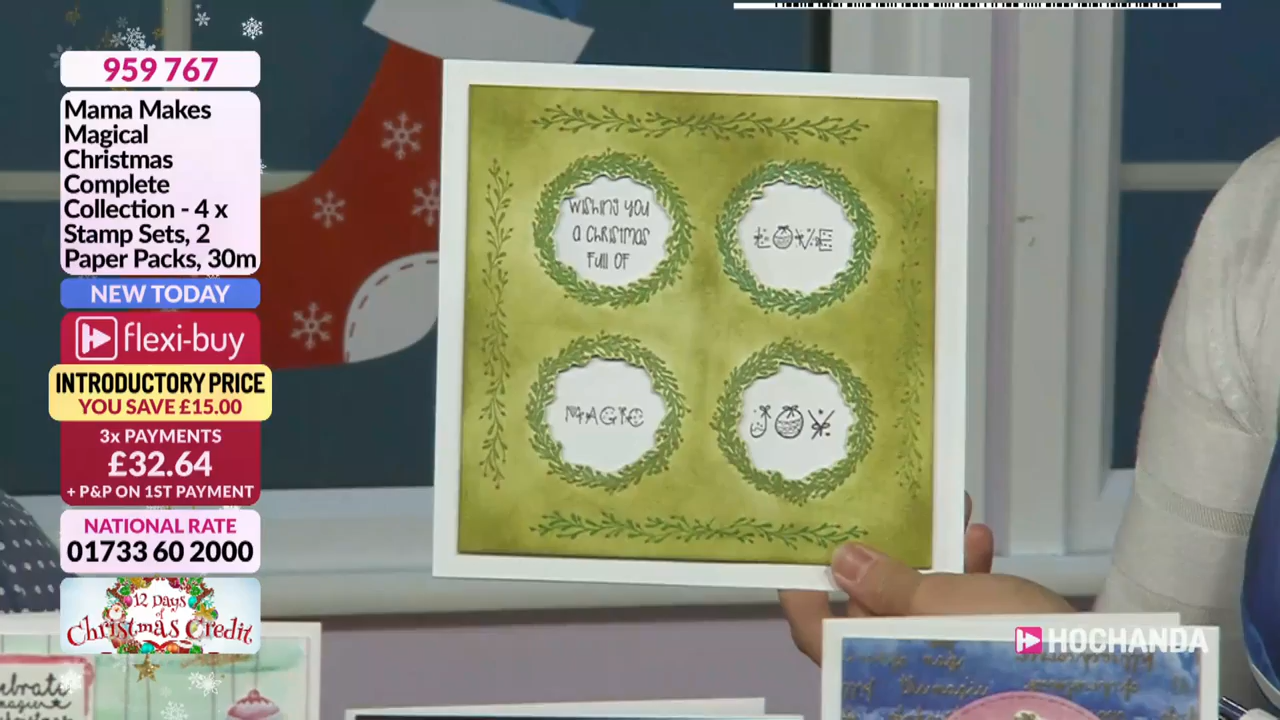 959 767
Mama Makes
Magical
Christmas
Complete
Collection - 4 x
Stamp Sets, 2
Paper Packs, 30m
NEW TODAY
flexi-buy
INTRODUCTORY PRICE
YOU SAVE £15.00
3x PAYMENTS
£32.64
+ P&P ON 1ST PAYMENT
NATIONAL RATE
01733 60 2000
12 Days
of
Christmas Credit
WISHING YOU
A CHRISTMAS
FULL OF
LOVE
MAGIC
JOY
HOCHANDA